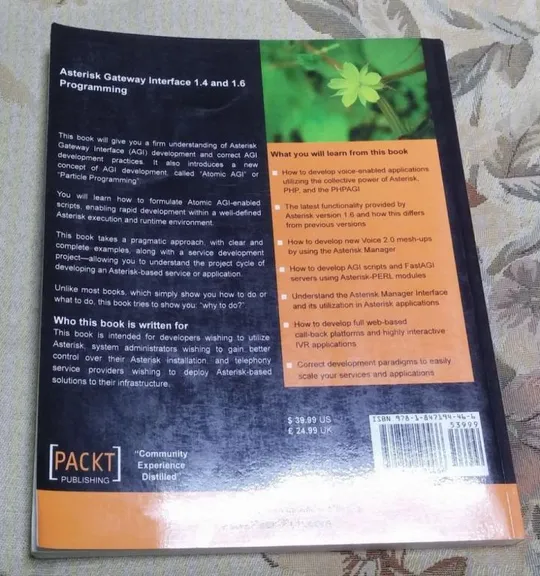 Asterisk Gateway Interface 1.4 and 1.6
Programming
This book will give you a firm understanding of Asterisk
Gateway Interface (AGI) development and correct AGI
development practices. It also introduces a new
concept of AGI development, called "Atomic AGI" or
"Particle Programming".
You will learn how to formulate Atomic AGI-enabled
scripts, enabling rapid development within a well-defined
Asterisk execution and runtime environment.
This book takes a pragmatic approach, with clear and
complete examples, along with a service development
project—allowing you to understand the project cycle of
developing an Asterisk-based service or application.
Unlike most books, which simply show you how to do or
what to do, this book tries to show you: "why to do?"
Who this book is written for
This book is intended for developers wishing to utilize
Asterisk, system administrators wishing to gain better
control over their Asterisk installation, and telephony
service providers wishing to deploy Asterisk-based
solutions to their infrastructure.
What you will learn from this book
How to develop voice-enabled applications
utilizing the collective power of Asterisk,
PHP, and the PHPAGI
The latest functionality provided by
Asterisk version 1.6 and how this differs
from previous versions
How to develop new Voice 2.0 mesh-ups
by using the Asterisk Manager
How to develop AGI scripts and FastAGI
servers using Asterisk-PERL modules
Understand the Asterisk Manager Interface
and its utilization in Asterisk applications
How to develop full web-based
call-back platforms and highly interactive
IVR applications
Correct development paradigms to easily
scale your services and applications
$ 39.99 US
£ 24.99 UK
ISBN 978-1-847194-46-6
53999
[PACKT]
PUBLISHING
"Community
Experience
Distilled"